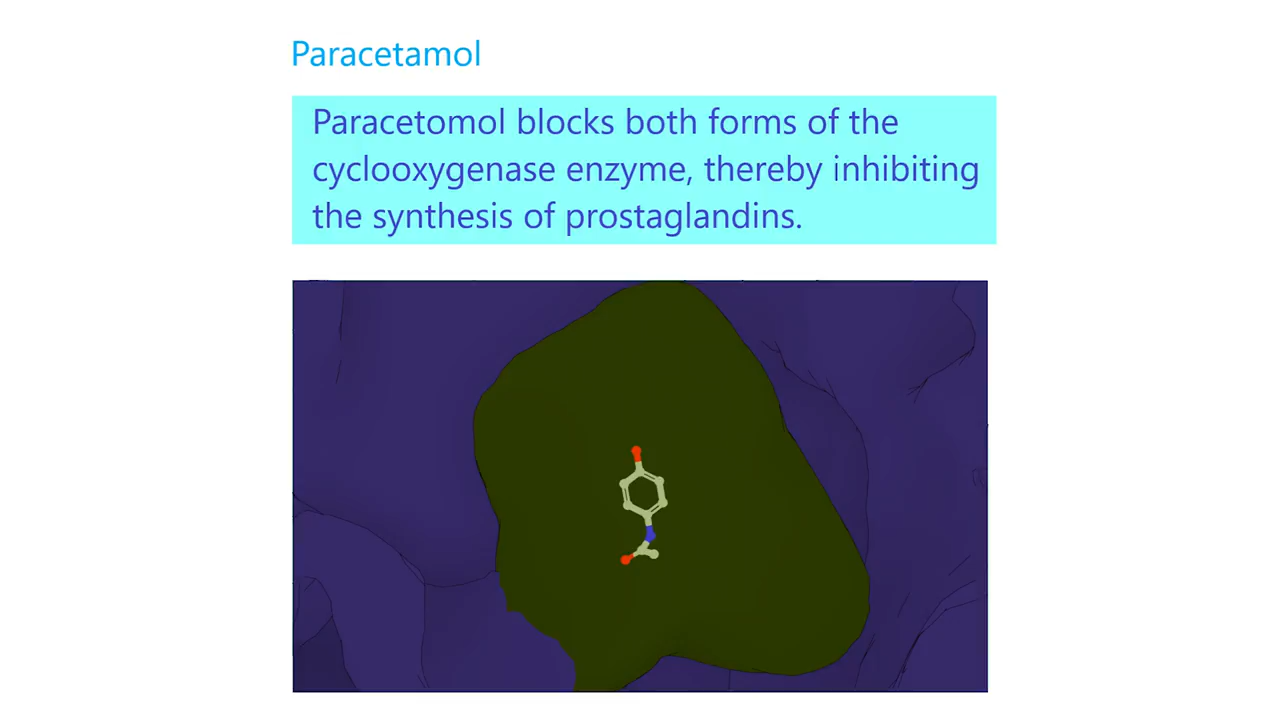 Paracetamol
Paracetomol blocks both forms of the
cyclooxygenase enzyme, thereby inhibiting
the synthesis of prostaglandins.